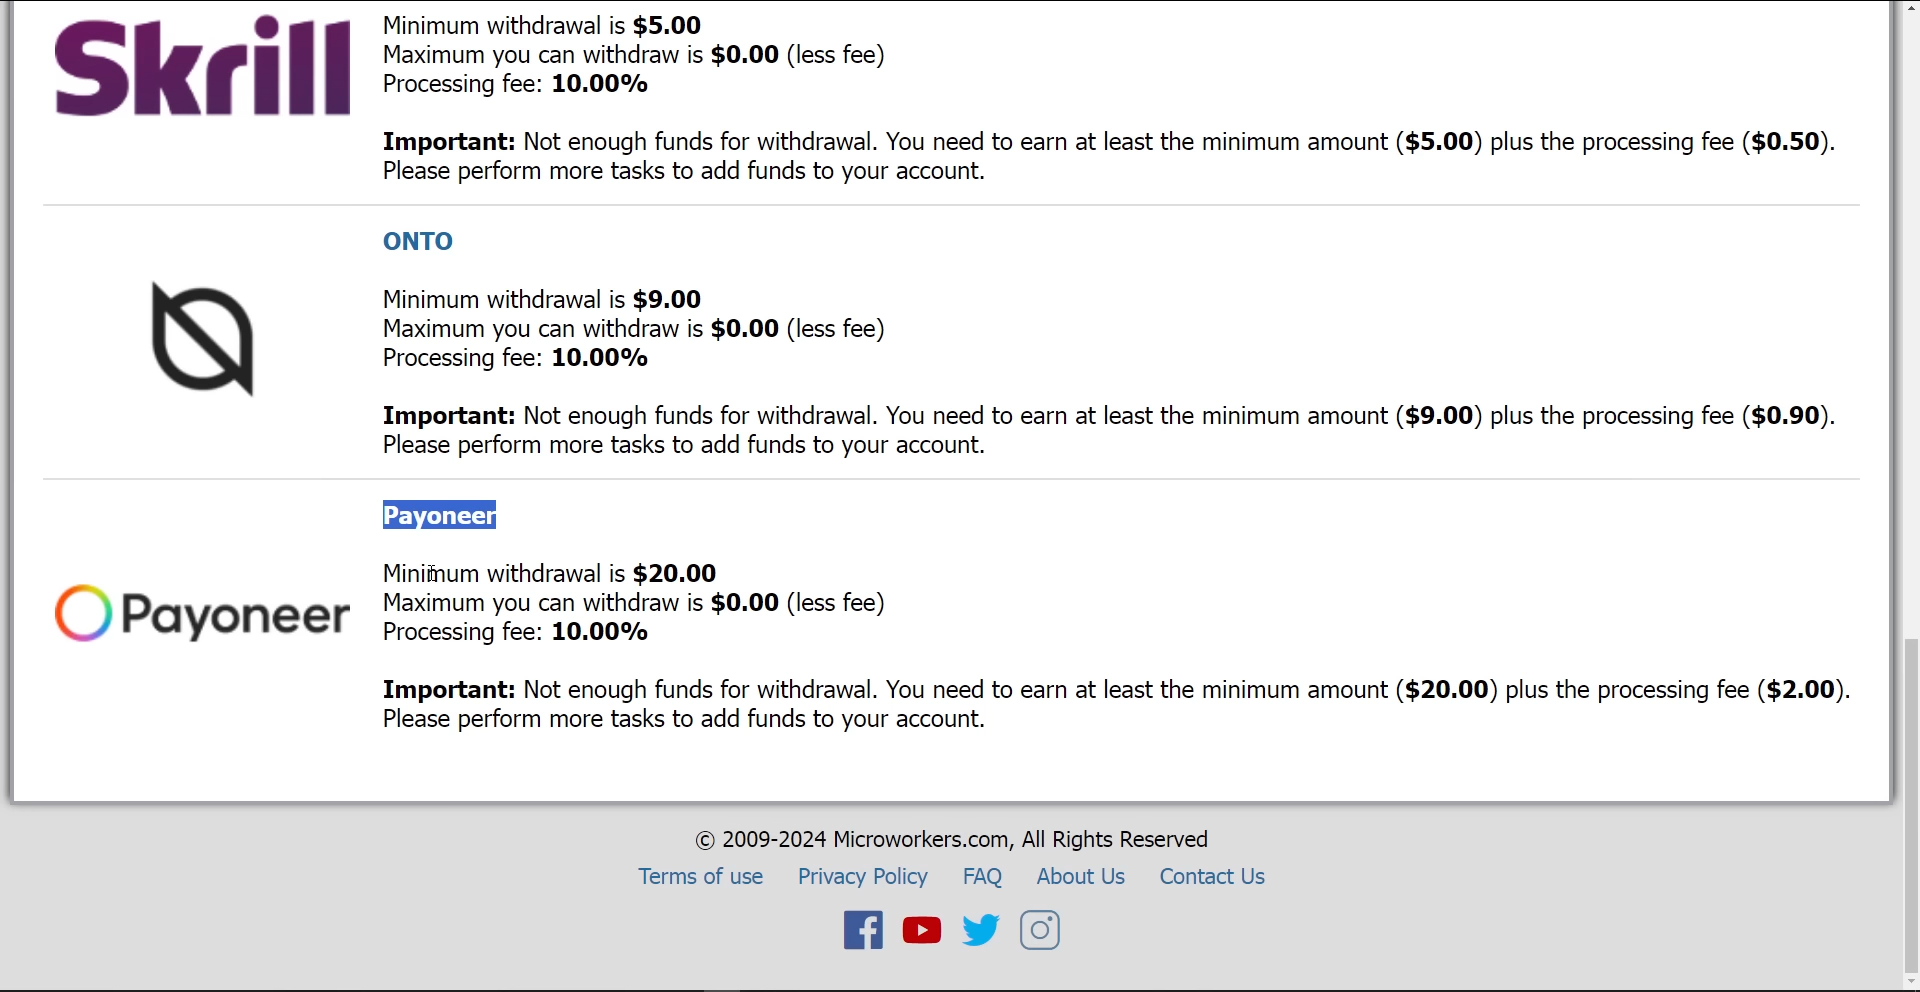 Skrill
Minimum withdrawal is $5.00
Maximum you can withdraw is $0.00 (less fee)
Processing fee: 10.00%
Important: Not enough funds for withdrawal. You need to earn at least the minimum amount ($5.00) plus the processing fee ($0.50).
Please perform more tasks to add funds to your account.
ONTO
Minimum withdrawal is $9.00
Maximum you can withdraw is $0.00 (less fee)
Processing fee: 10.00%
Important: Not enough funds for withdrawal. You need to earn at least the minimum amount ($9.00) plus the processing fee ($0.90).
Please perform more tasks to add funds to your account.
Payoneer
Payoneer
Minimum withdrawal is $20.00
Maximum you can withdraw is $0.00 (less fee)
Processing fee: 10.00%
Important: Not enough funds for withdrawal. You need to earn at least the minimum amount ($20.00) plus the processing fee ($2.00).
Please perform more tasks to add funds to your account.
© 2009-2024 Microworkers.com, All Rights Reserved
Terms of use Privacy Policy FAQ About Us Contact Us